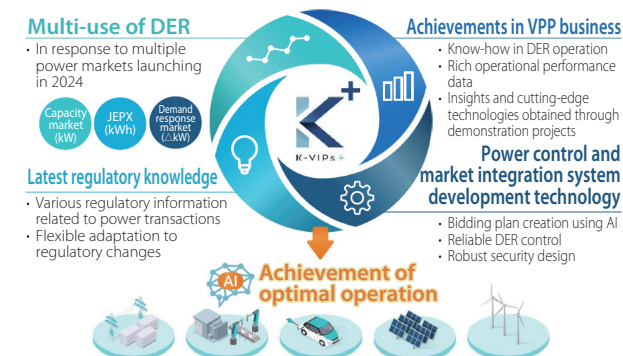 Multi-use of DER
・In response to multiple
power markets launching
in 2024
Capacity
market
(kW)
JEPX
(kWh)
Demand
response
market
(△kW)
Latest regulatory knowledge
・Various regulatory information
related to power transactions
・Flexible adaptation to
regulatory changes
K+
K-VIPs+
Achievements in VPP business
・Know-how in DER operation
・Rich operational performance
data
・Insights and cutting-edge
technologies obtained through
demonstration projects
Power control and
market integration system
development technology
・Bidding plan creation using AI
・Reliable DER control
・Robust security design
AI
Achievement of
optimal operation